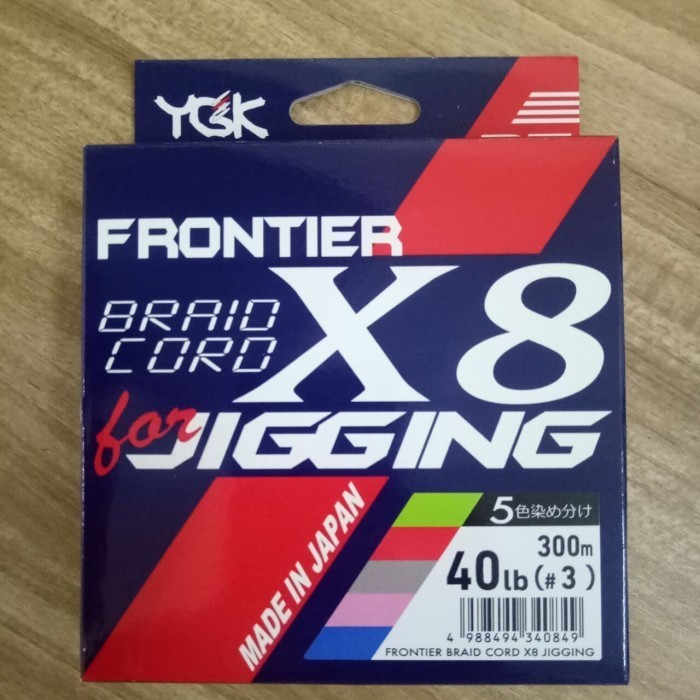 YGK
FRONTIER
BRAID
CORD
X8
for JIGGING
MADE IN JAPAN
5色染め分け
300m
40lb (#3)
4 988494 340849
FRONTIER BRAID CORD X8 JIGGING